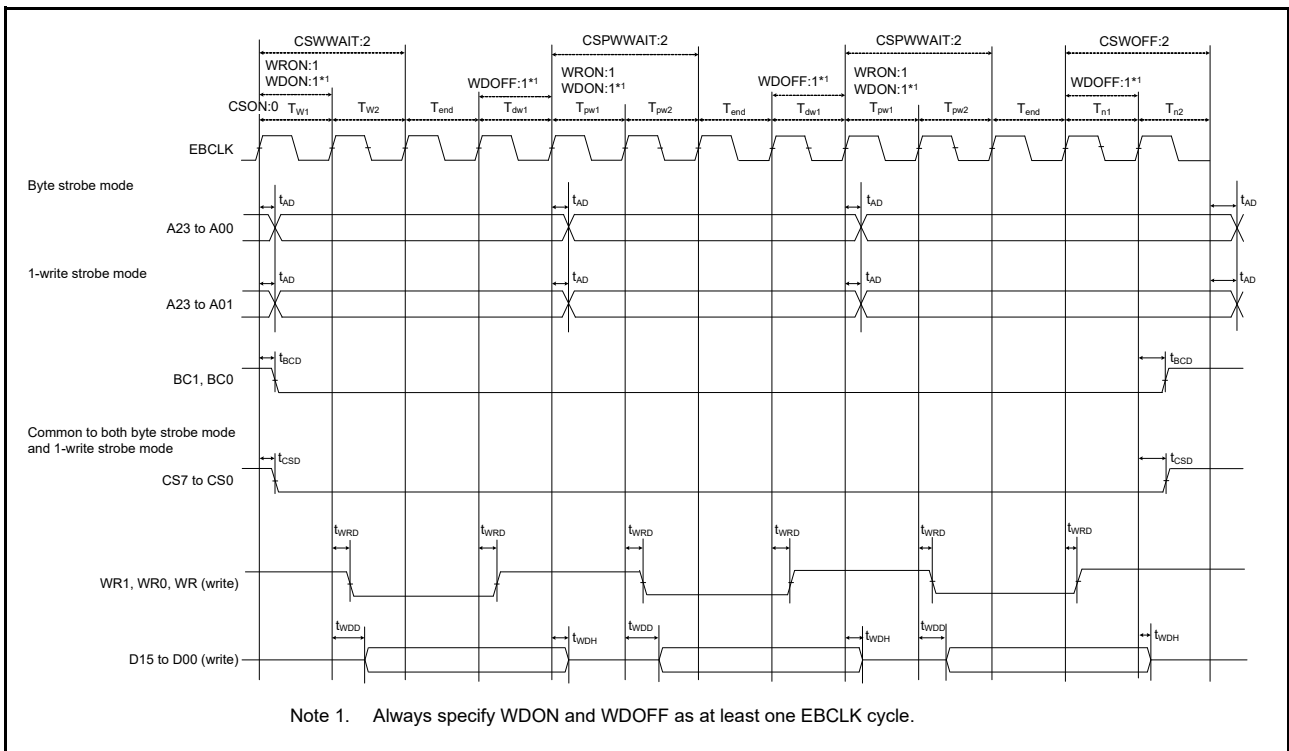 CSWWAIT:2 CSPWWAIT:2 CSPWWAIT:2 CSWOFF:2
WRON:1 WRON:1 WRON:1
WDON:1*1 WDOFF:1*1 WDON:1*1 WDOFF:1*1 WDON:1*1 WDOFF:1*1
CSON:0 TW1 TW2 Tend Tdw1 Tpw1 Tpw2 Tend Tdw1 Tpw1 Tpw2 Tend Tn1 Tn2
EBCLK
Byte strobe mode
tAD tAD tAD tAD
A23 to A00
1-write strobe mode
tAD tAD tAD tAD
A23 to A01
tBCD tBCD
BC1, BC0
Common to both byte strobe mode
and 1-write strobe mode
tCSD tCSD
CS7 to CS0
tWRD tWRD tWRD tWRD tWRD tWRD
WR1, WR0, WR (write)
tWDD tWDH tWDD tWDH tWDD tWDH
D15 to D00 (write)
Note 1. Always specify WDON and WDOFF as at least one EBCLK cycle.